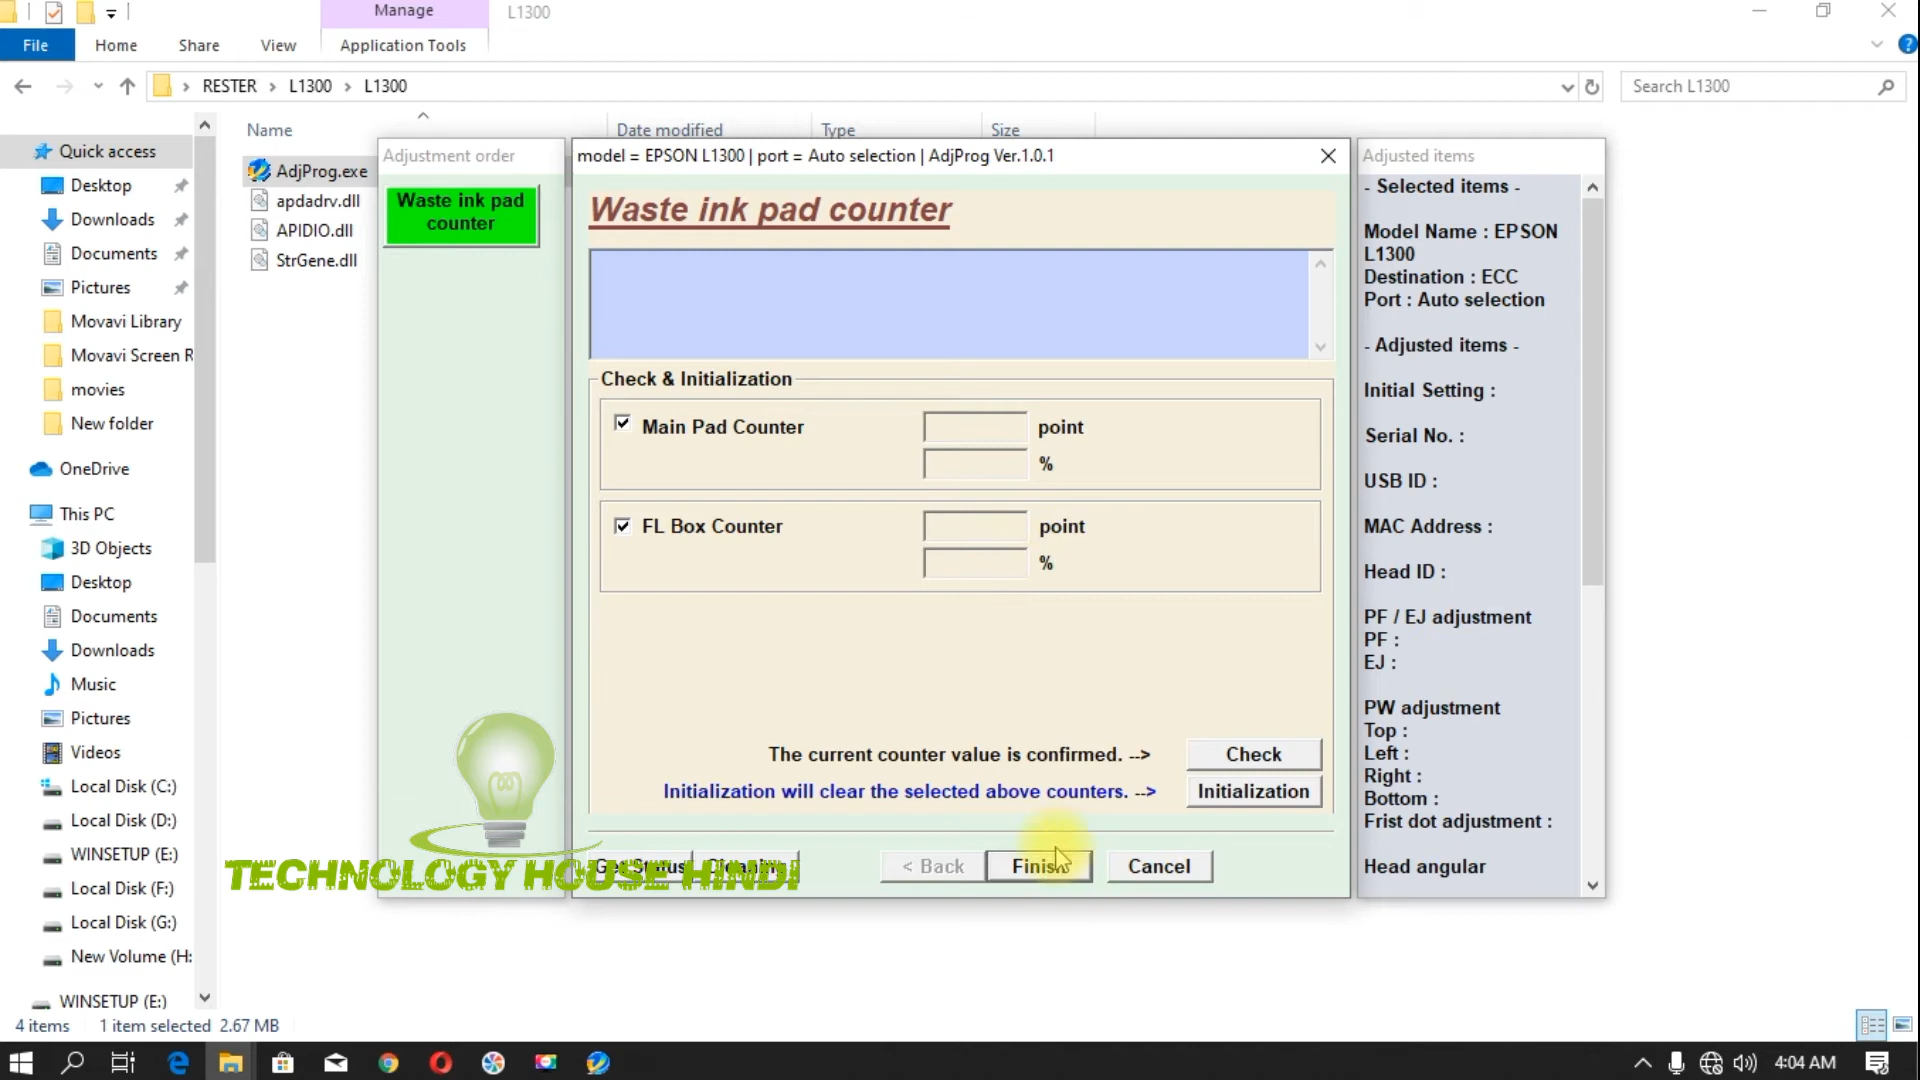 Manage
L1300
File
Home
Share
View
Application Tools
RESTER
L1300
L1300
Search L1300
Name
Date modified
Type
Size
Quick access
Desktop
Downloads
Documents
Pictures
Movavi Library
Movavi Screen R
movies
New folder
OneDrive
This PC
3D Objects
Desktop
Documents
Downloads
Music
Pictures
Videos
Local Disk (C:)
Local Disk (D:)
WINSETUP (E:)
Local Disk (F:)
Local Disk (G:)
New Volume (H:
WINSETUP (E:)
AdjProg.exe
apdadrv.dll
APIDIO.dll
StrGene.dll
Adjustment order
Waste ink pad
counter
model = EPSON L1300 | port = Auto selection | AdjProg Ver.1.0.1
Waste ink pad counter
Check & Initialization
Main Pad Counter
point
%
FL Box Counter
point
%
The current counter value is confirmed. -->
Check
Initialization will clear the selected above counters. -->
Initialization
Get Status
Cleaning
< Back
Finish
Cancel
TECHNOLOGY HOUSE HINDI
Adjusted items
- Selected items -
Model Name : EPSON
L1300
Destination : ECC
Port : Auto selection
- Adjusted items -
Initial Setting :
Serial No. :
USB ID :
MAC Address :
Head ID :
PF / EJ adjustment
PF :
EJ :
PW adjustment
Top :
Left :
Right :
Bottom :
Frist dot adjustment :
Head angular
4 items
1 item selected 2.67 MB
4:04 AM